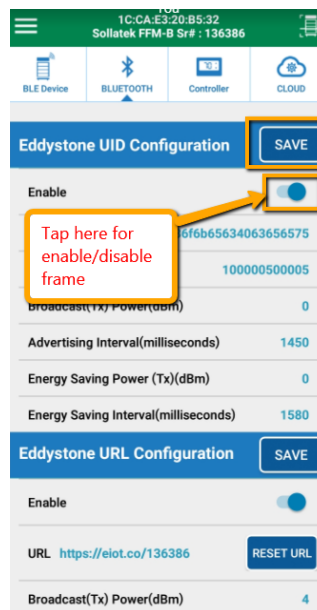 You
1C:CA:E3:20:B5:32
Sollatek FFM-B Sr# : 136386
BLE Device BLUETOOTH Controller CLOUD
Eddystone UID Configuration SAVE
Enable
Tap here for
enable/disable
frame
6f6b65634063656575
100000500005
Broadcast(Tx) Power(dBm) 0
Advertising Interval(milliseconds) 1450
Energy Saving Power (Tx)(dBm) 0
Energy Saving Interval(milliseconds) 1580
Eddystone URL Configuration SAVE
Enable
URL https://eiot.co/136386 RESET URL
Broadcast(Tx) Power(dBm) 4